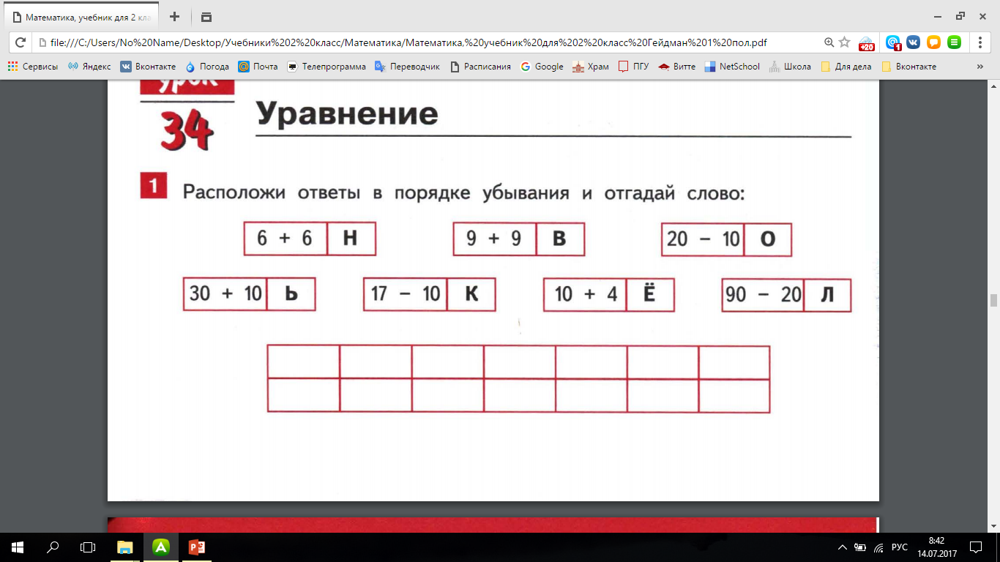 Математика, учебник для 2 кла
file:///C:/Users/No%20Name/Desktop/Учебники%202%20класс/Математика/Математика,%20учебник%20для%202%20класс%20Гейдман%201%20пол.pdf
+20
1
Сервисы Яндекс Вконтакте Погода Почта Телепрограмма Переводчик Расписания Google Храм ПГУ Витте NetSchool Школа Для дела Вконтакте »
урок
34
Уравнение
1 Расположи ответы в порядке убывания и отгадай слово:
6 + 6 Н 9 + 9 В 20 − 10 О
30 + 10 Ь 17 − 10 К 10 + 4 Ё 90 − 20 Л
РУС
8:42
14.07.2017